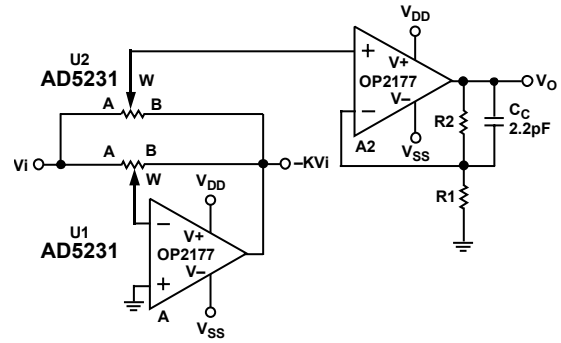 U2
AD5231
W
A
B
Vi
A
B
W
–KVi
U1
AD5231
VDD
–
V+
OP2177
V–
+
A
VSS
VDD
+
V+
OP2177
–
V–
A2
VSS
VO
R2
CC
2.2pF
R1